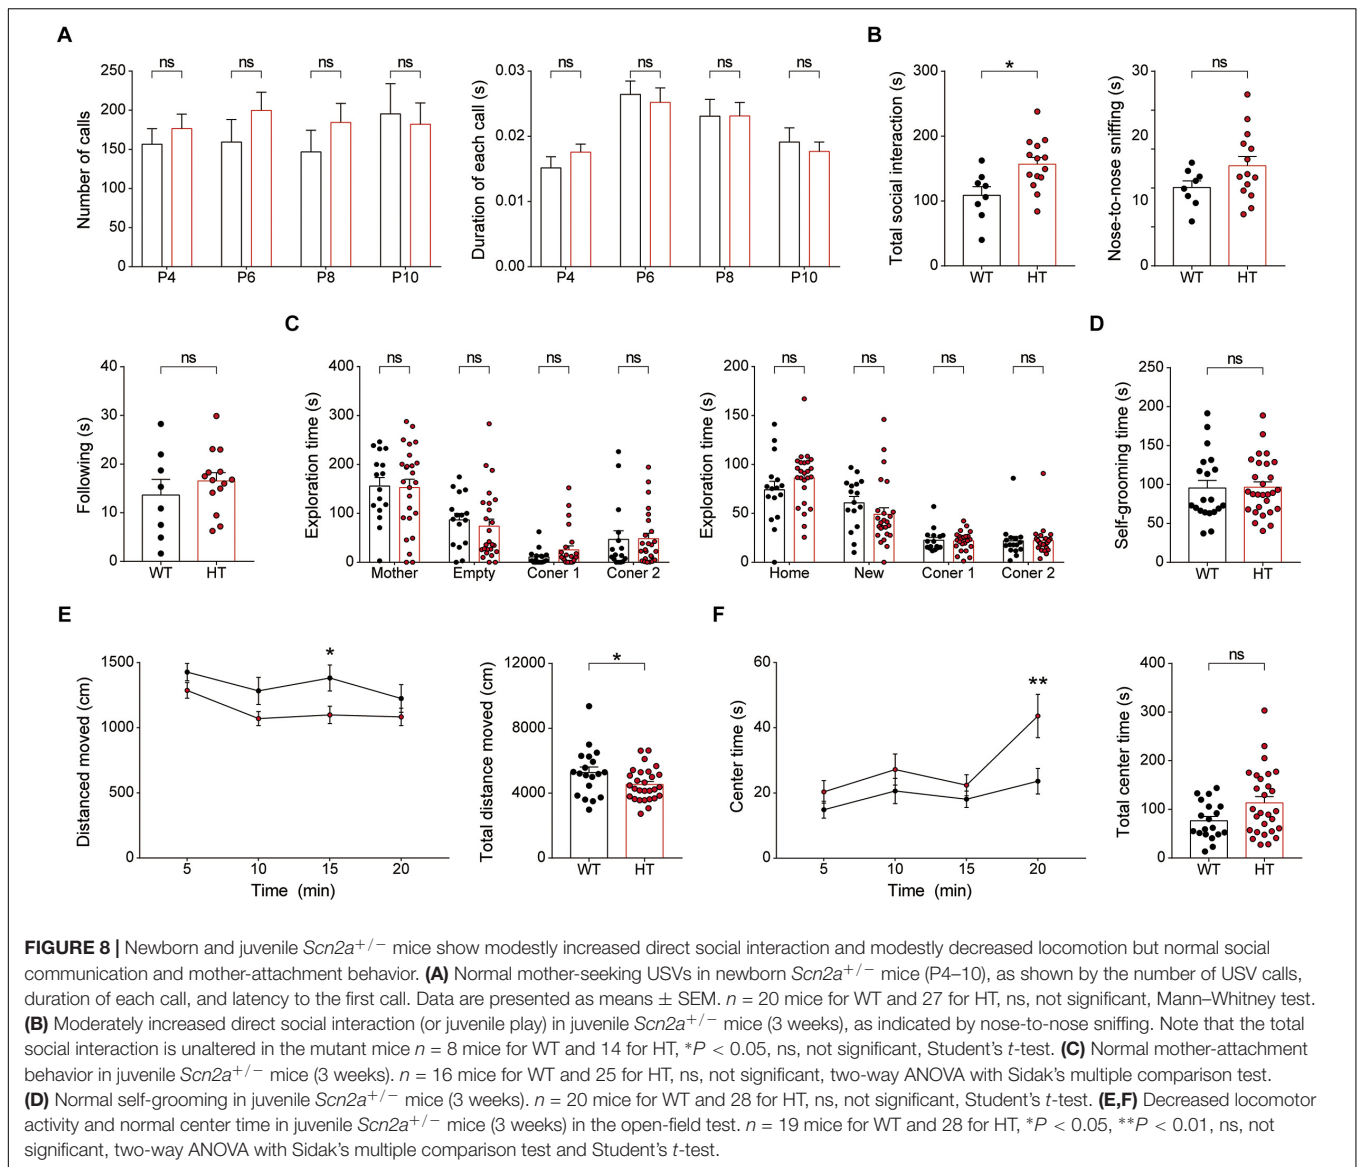 A
B
ns
ns
ns
ns
300
250
200
150
100
50
0
Number of calls
P4
P6
P8
P10
ns
ns
ns
ns
0.03
0.02
0.01
0.00
Duration of each call (s)
P4
P6
P8
P10
*
300
200
100
0
Total social interaction (s)
WT
HT
ns
30
20
10
0
Nose-to-nose sniffing (s)
WT
HT
C
D
ns
40
30
20
10
0
Following (s)
WT
HT
ns
ns
ns
ns
400
300
200
100
0
Exploration time (s)
Mother
Empty
Coner 1
Coner 2
ns
ns
ns
ns
200
150
100
50
0
Exploration time (s)
Home
New
Coner 1
Coner 2
ns
250
200
150
100
50
0
Self-grooming time (s)
WT
HT
E
F
*
1500
1000
500
0
Distanced moved (cm)
5
10
15
20
Time (min)
*
12000
8000
4000
0
Total distance moved (cm)
WT
HT
**
60
40
20
0
Center time (s)
5
10
15
20
Time (min)
ns
400
300
200
100
0
Total center time (s)
WT
HT
FIGURE 8 | Newborn and juvenile Scn2a+/− mice show modestly increased direct social interaction and modestly decreased locomotion but normal social
communication and mother-attachment behavior. (A) Normal mother-seeking USVs in newborn Scn2a+/− mice (P4–10), as shown by the number of USV calls,
duration of each call, and latency to the first call. Data are presented as means ± SEM. n = 20 mice for WT and 27 for HT, ns, not significant, Mann–Whitney test.
(B) Moderately increased direct social interaction (or juvenile play) in juvenile Scn2a+/− mice (3 weeks), as indicated by nose-to-nose sniffing. Note that the total
social interaction is unaltered in the mutant mice n = 8 mice for WT and 14 for HT, *P < 0.05, ns, not significant, Student's t-test. (C) Normal mother-attachment
behavior in juvenile Scn2a+/− mice (3 weeks). n = 16 mice for WT and 25 for HT, ns, not significant, two-way ANOVA with Sidak's multiple comparison test.
(D) Normal self-grooming in juvenile Scn2a+/− mice (3 weeks). n = 20 mice for WT and 28 for HT, ns, not significant, Student's t-test. (E,F) Decreased locomotor
activity and normal center time in juvenile Scn2a+/− mice (3 weeks) in the open-field test. n = 19 mice for WT and 28 for HT, *P < 0.05, **P < 0.01, ns, not
significant, two-way ANOVA with Sidak's multiple comparison test and Student's t-test.